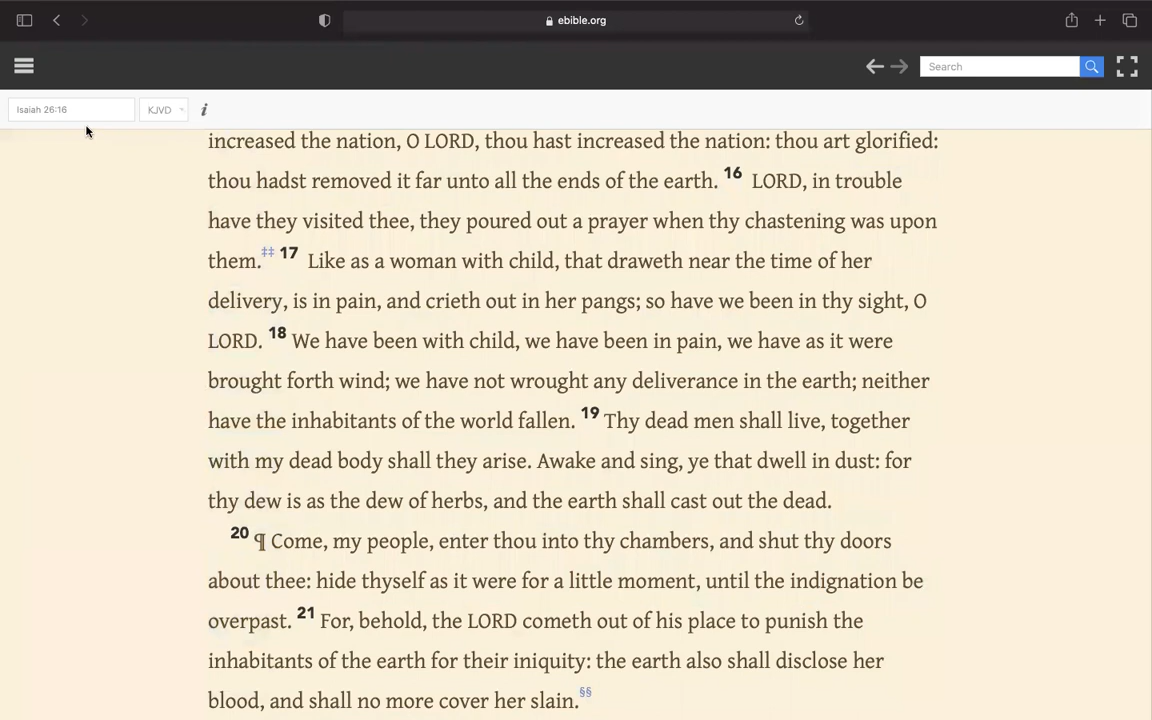 ebible.org
Search
Isaiah 26:16 KJVD i
increased the nation, O LORD, thou hast increased the nation: thou art glorified:
thou hadst removed it far unto all the ends of the earth. 16 LORD, in trouble
have they visited thee, they poured out a prayer when thy chastening was upon
them.‡‡ 17 Like as a woman with child, that draweth near the time of her
delivery, is in pain, and crieth out in her pangs; so have we been in thy sight, O
LORD. 18 We have been with child, we have been in pain, we have as it were
brought forth wind; we have not wrought any deliverance in the earth; neither
have the inhabitants of the world fallen. 19 Thy dead men shall live, together
with my dead body shall they arise. Awake and sing, ye that dwell in dust: for
thy dew is as the dew of herbs, and the earth shall cast out the dead.
20 ¶ Come, my people, enter thou into thy chambers, and shut thy doors
about thee: hide thyself as it were for a little moment, until the indignation be
overpast. 21 For, behold, the LORD cometh out of his place to punish the
inhabitants of the earth for their iniquity: the earth also shall disclose her
blood, and shall no more cover her slain.§§